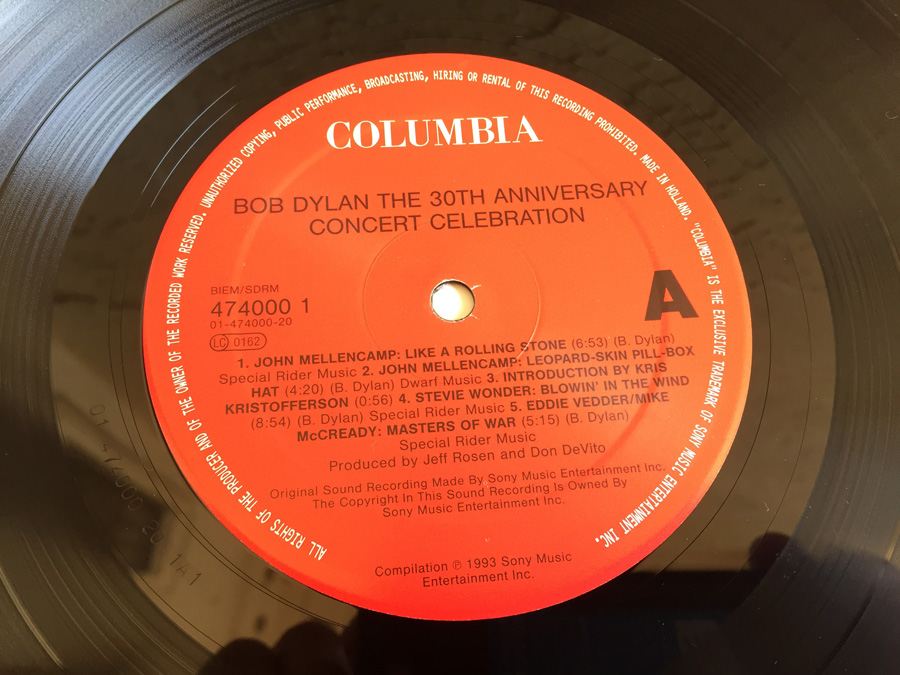 ALL RIGHTS OF THE PRODUCER AND OF THE OWNER OF THE RECORDED WORK RESERVED. UNAUTHORIZED COPYING, PUBLIC PERFORMANCE, BROADCASTING, HIRING OR RENTAL OF THIS RECORDING PROHIBITED. MADE IN HOLLAND. "COLUMBIA" IS THE EXCLUSIVE TRADEMARK OF SONY MUSIC ENTERTAINMENT INC.
COLUMBIA
BOB DYLAN THE 30TH ANNIVERSARY
CONCERT CELEBRATION
BIEM/SDRM
474000 1
01-474000-20
LC 0162
A
1. JOHN MELLENCAMP: LIKE A ROLLING STONE (6:53) (B. Dylan)
Special Rider Music 2. JOHN MELLENCAMP: LEOPARD-SKIN PILL-BOX
HAT (4:20) (B. Dylan) Dwarf Music 3. INTRODUCTION BY KRIS
KRISTOFFERSON (0:56) 4. STEVIE WONDER: BLOWIN' IN THE WIND
(8:54) (B. Dylan) Special Rider Music 5. EDDIE VEDDER/MIKE
McCREADY: MASTERS OF WAR (5:15) (B. Dylan)
Special Rider Music
Produced by Jeff Rosen and Don DeVito
Original Sound Recording Made By Sony Music Entertainment Inc.
The Copyright In This Sound Recording Is Owned By
Sony Music Entertainment Inc.
Compilation ℗ 1993 Sony Music
Entertainment Inc.
01 474000 20 1A1